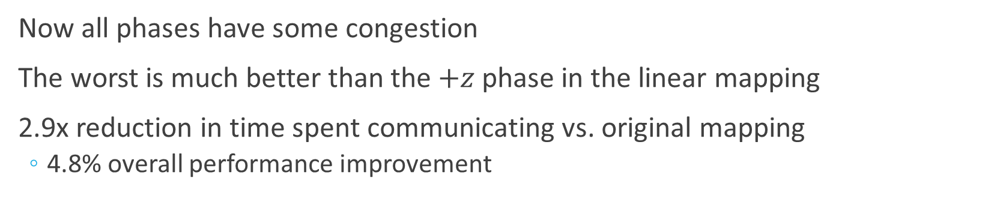 Now all phases have some congestion
The worst is much better than the +z phase in the linear mapping
2.9x reduction in time spent communicating vs. original mapping
◦ 4.8% overall performance improvement